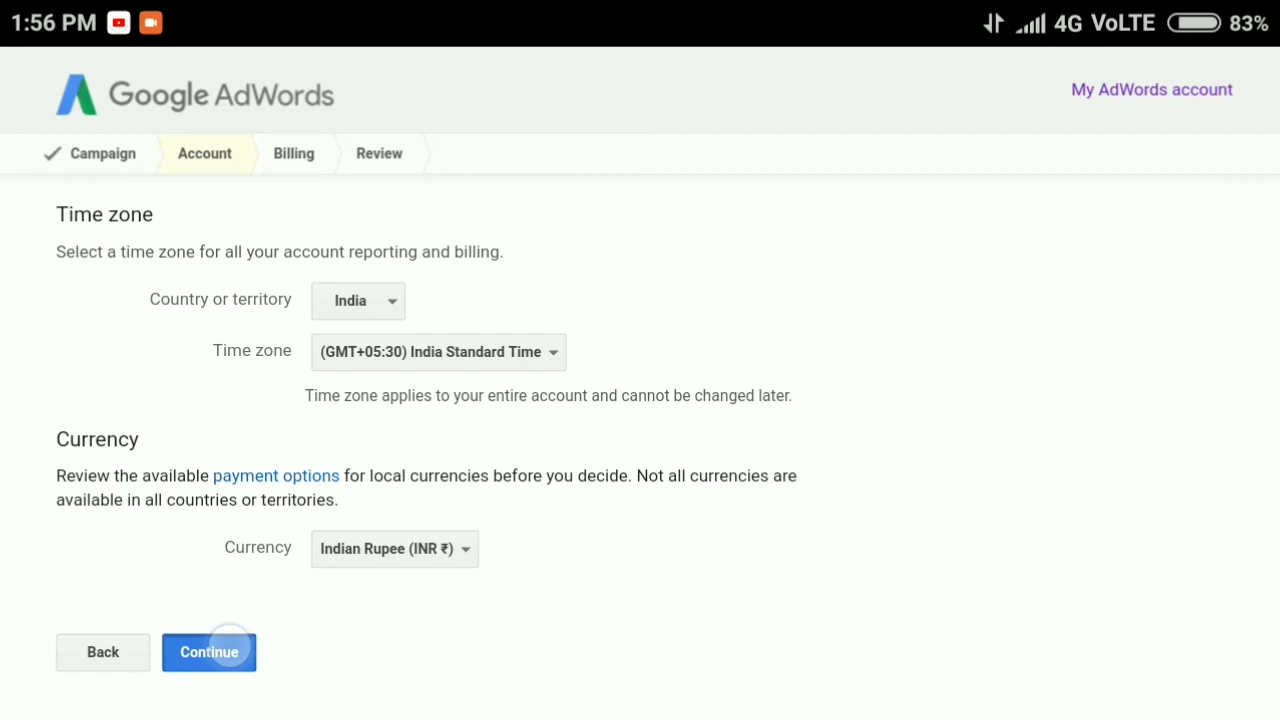 1:56 PM 4G VoLTE 83%
Google AdWords
My AdWords account
Campaign Account Billing Review
Time zone
Select a time zone for all your account reporting and billing.
Country or territory India
Time zone (GMT+05:30) India Standard Time
Time zone applies to your entire account and cannot be changed later.
Currency
Review the available payment options for local currencies before you decide. Not all currencies are
available in all countries or territories.
Currency Indian Rupee (INR ₹)
Back Continue